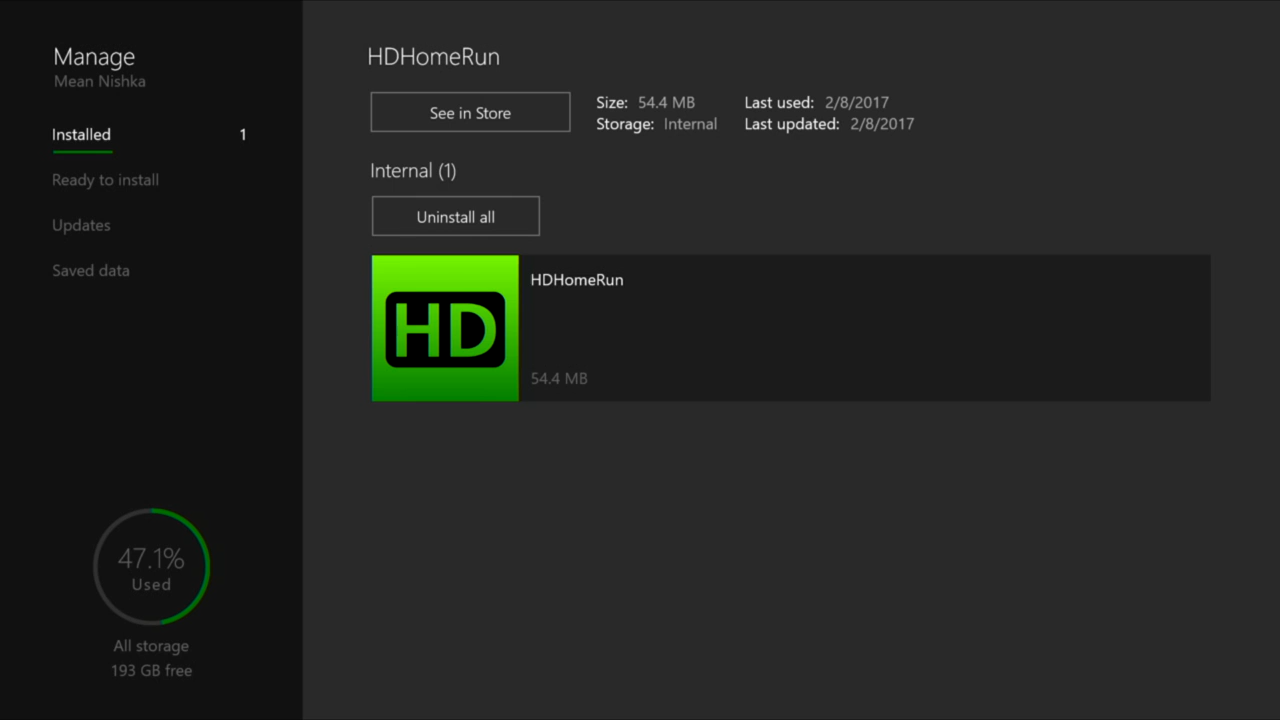 Manage
Mean Nishka
Installed 1
Ready to install
Updates
Saved data
47.1%
Used
All storage
193 GB free
HDHomeRun
See in Store
Size: 54.4 MB
Storage: Internal
Last used: 2/8/2017
Last updated: 2/8/2017
Internal (1)
Uninstall all
HD
HDHomeRun
54.4 MB